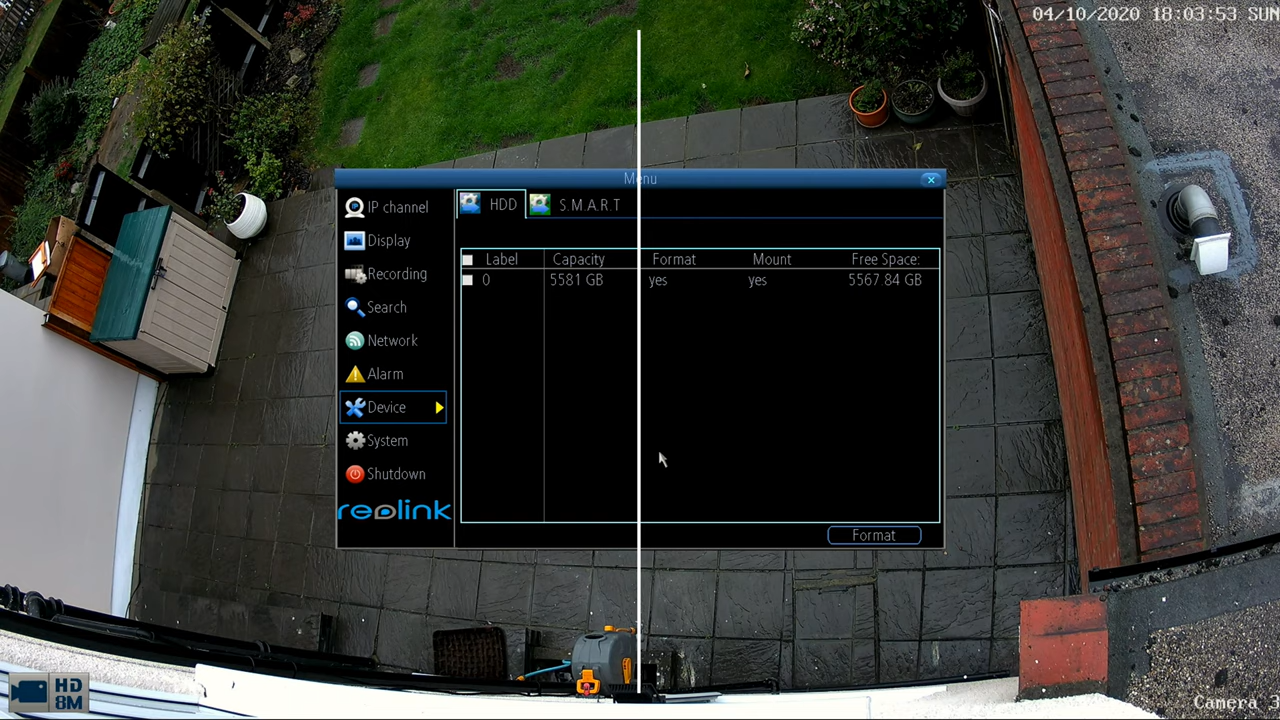 04/10/2020 18:03:53 SUN
Menu
IP channel
Display
Recording
Search
Network
Alarm
Device
System
Shutdown
reolink
HDD
S.M.A.R.T
Label Capacity Format Mount Free Space:
0 5581 GB yes yes 5567.84 GB
Format
HD
8M
Camera 3